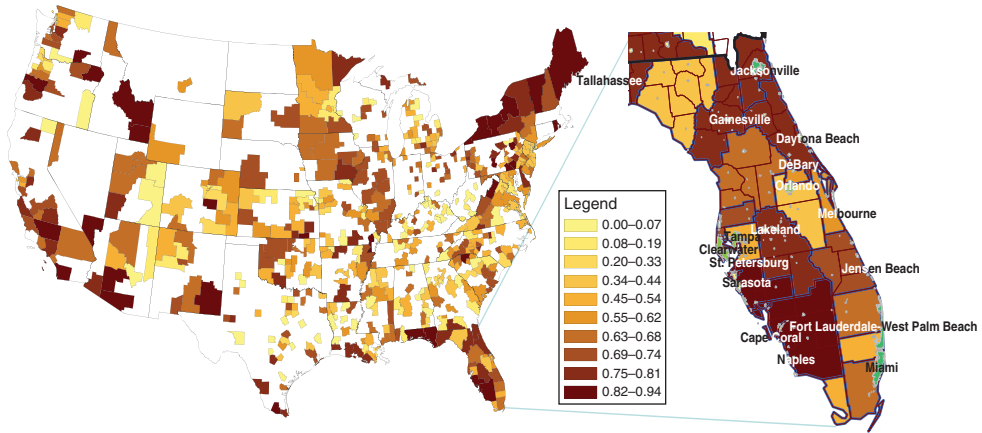 Tallahassee
Jacksonville
Gainesville
Daytona Beach
DeBary
Orlando
Melbourne
Lakeland
Tampa
Clearwater
St. Petersburg
Sarasota
Jensen Beach
Fort Lauderdale-West Palm Beach
Cape Coral
Naples
Miami
Legend
0.00–0.07
0.08–0.19
0.20–0.33
0.34–0.44
0.45–0.54
0.55–0.62
0.63–0.68
0.69–0.74
0.75–0.81
0.82–0.94